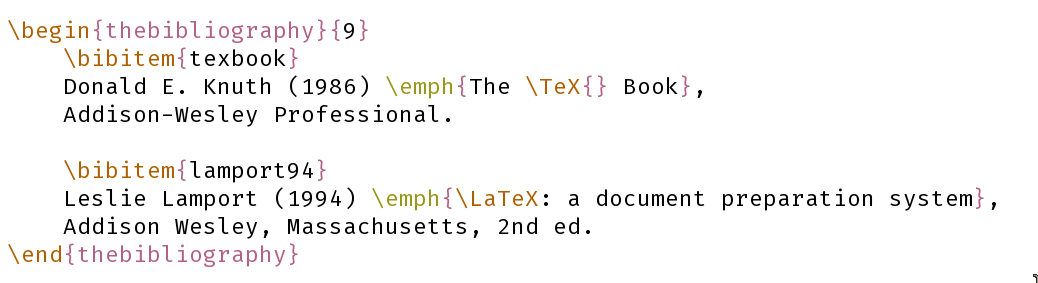 \begin{thebibliography}{9}
\bibitem{texbook}
Donald E. Knuth (1986) \emph{The \TeX{} Book},
Addison-Wesley Professional.
\bibitem{lamport94}
Leslie Lamport (1994) \emph{\LaTeX: a document preparation system},
Addison Wesley, Massachusetts, 2nd ed.
\end{thebibliography}